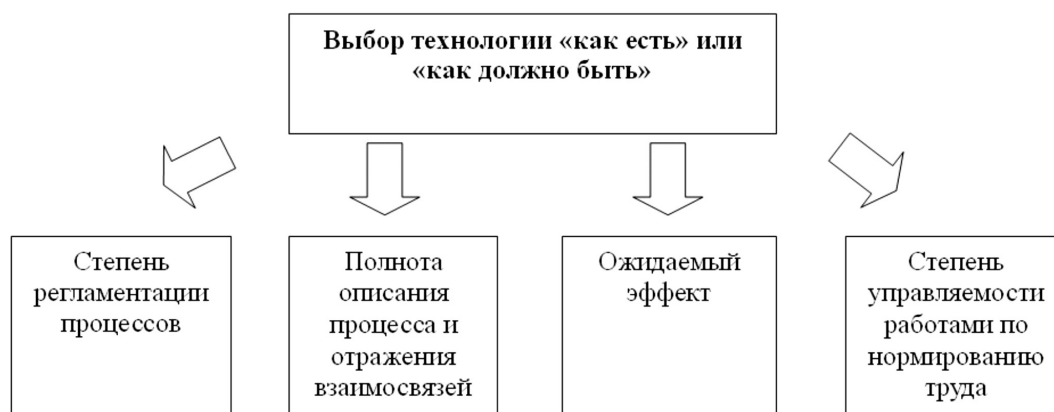 Выбор технологии «как есть» или
«как должно быть»
Степень
регламентации
процессов
Полнота
описания
процесса и
отражения
взаимосвязей
Ожидаемый
эффект
Степень
управляемости
работами по
нормированию
труда